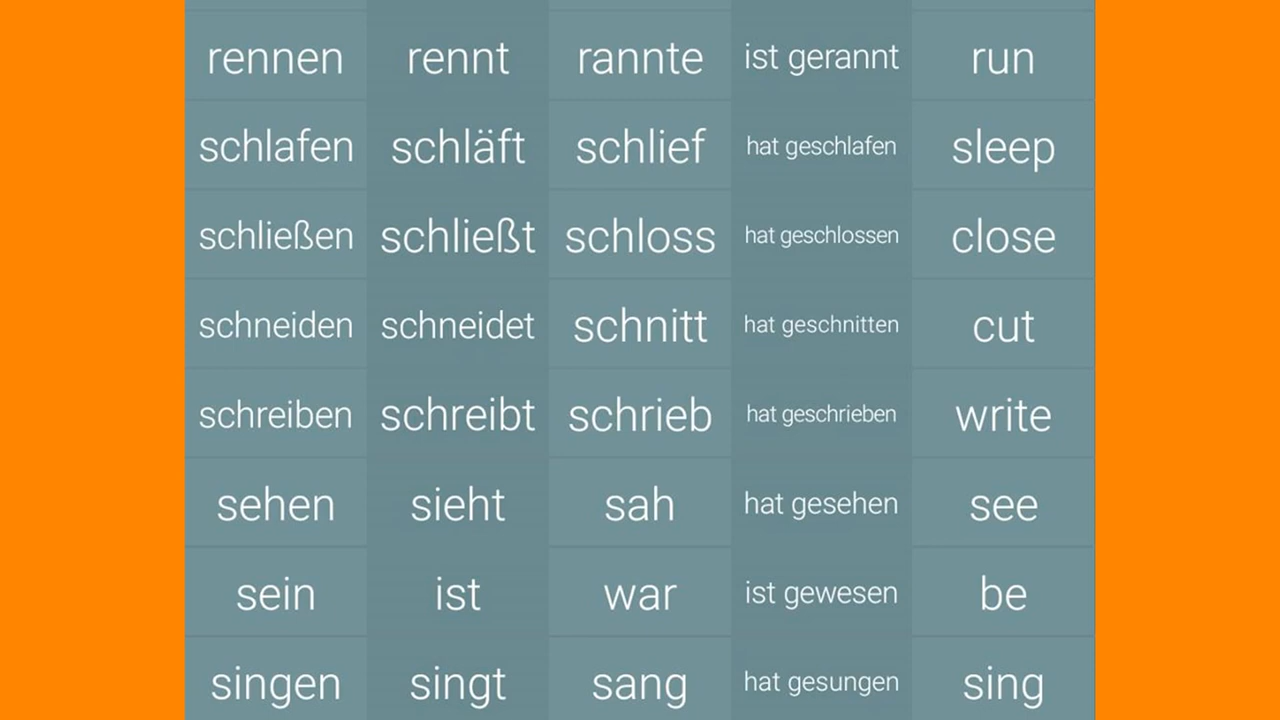 rennen rennt rannte ist gerannt run
schlafen schläft schlief hat geschlafen sleep
schließen schließt schloss hat geschlossen close
schneiden schneidet schnitt hat geschnitten cut
schreiben schreibt schrieb hat geschrieben write
sehen sieht sah hat gesehen see
sein ist war ist gewesen be
singen singt sang hat gesungen sing